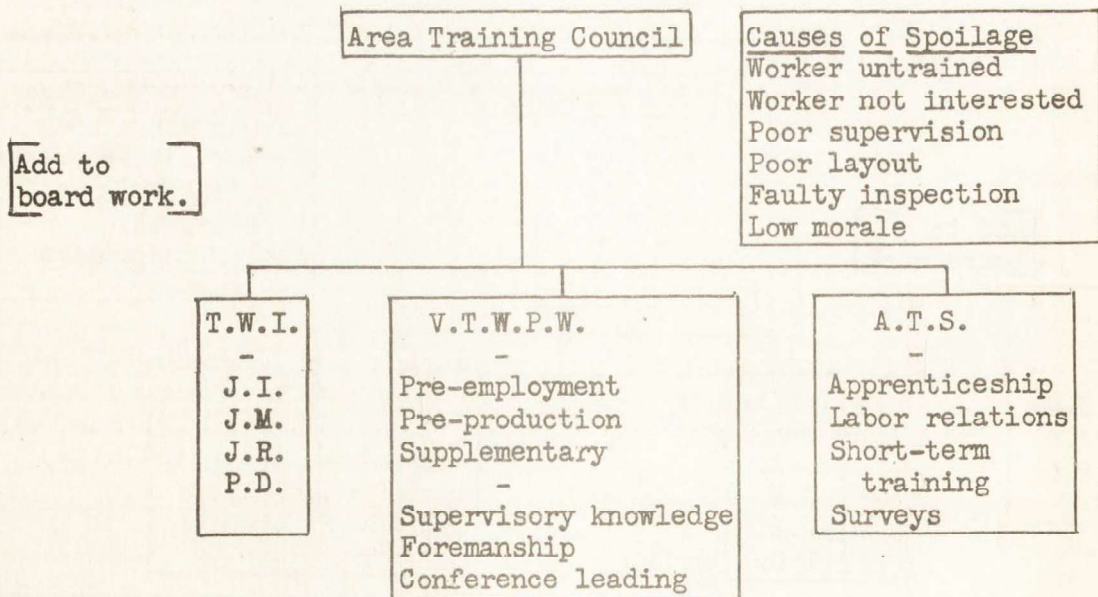 Area Training Council
Causes of Spoilage
Worker untrained
Worker not interested
Poor supervision
Poor layout
Faulty inspection
Low morale
Add to
board work.
T.W.I.
-
J.I.
J.M.
J.R.
P.D.
V.T.W.P.W.
-
Pre-employment
Pre-production
Supplementary
-
Supervisory knowledge
Foremanship
Conference leading
A.T.S.
-
Apprenticeship
Labor relations
Short-term
training
Surveys